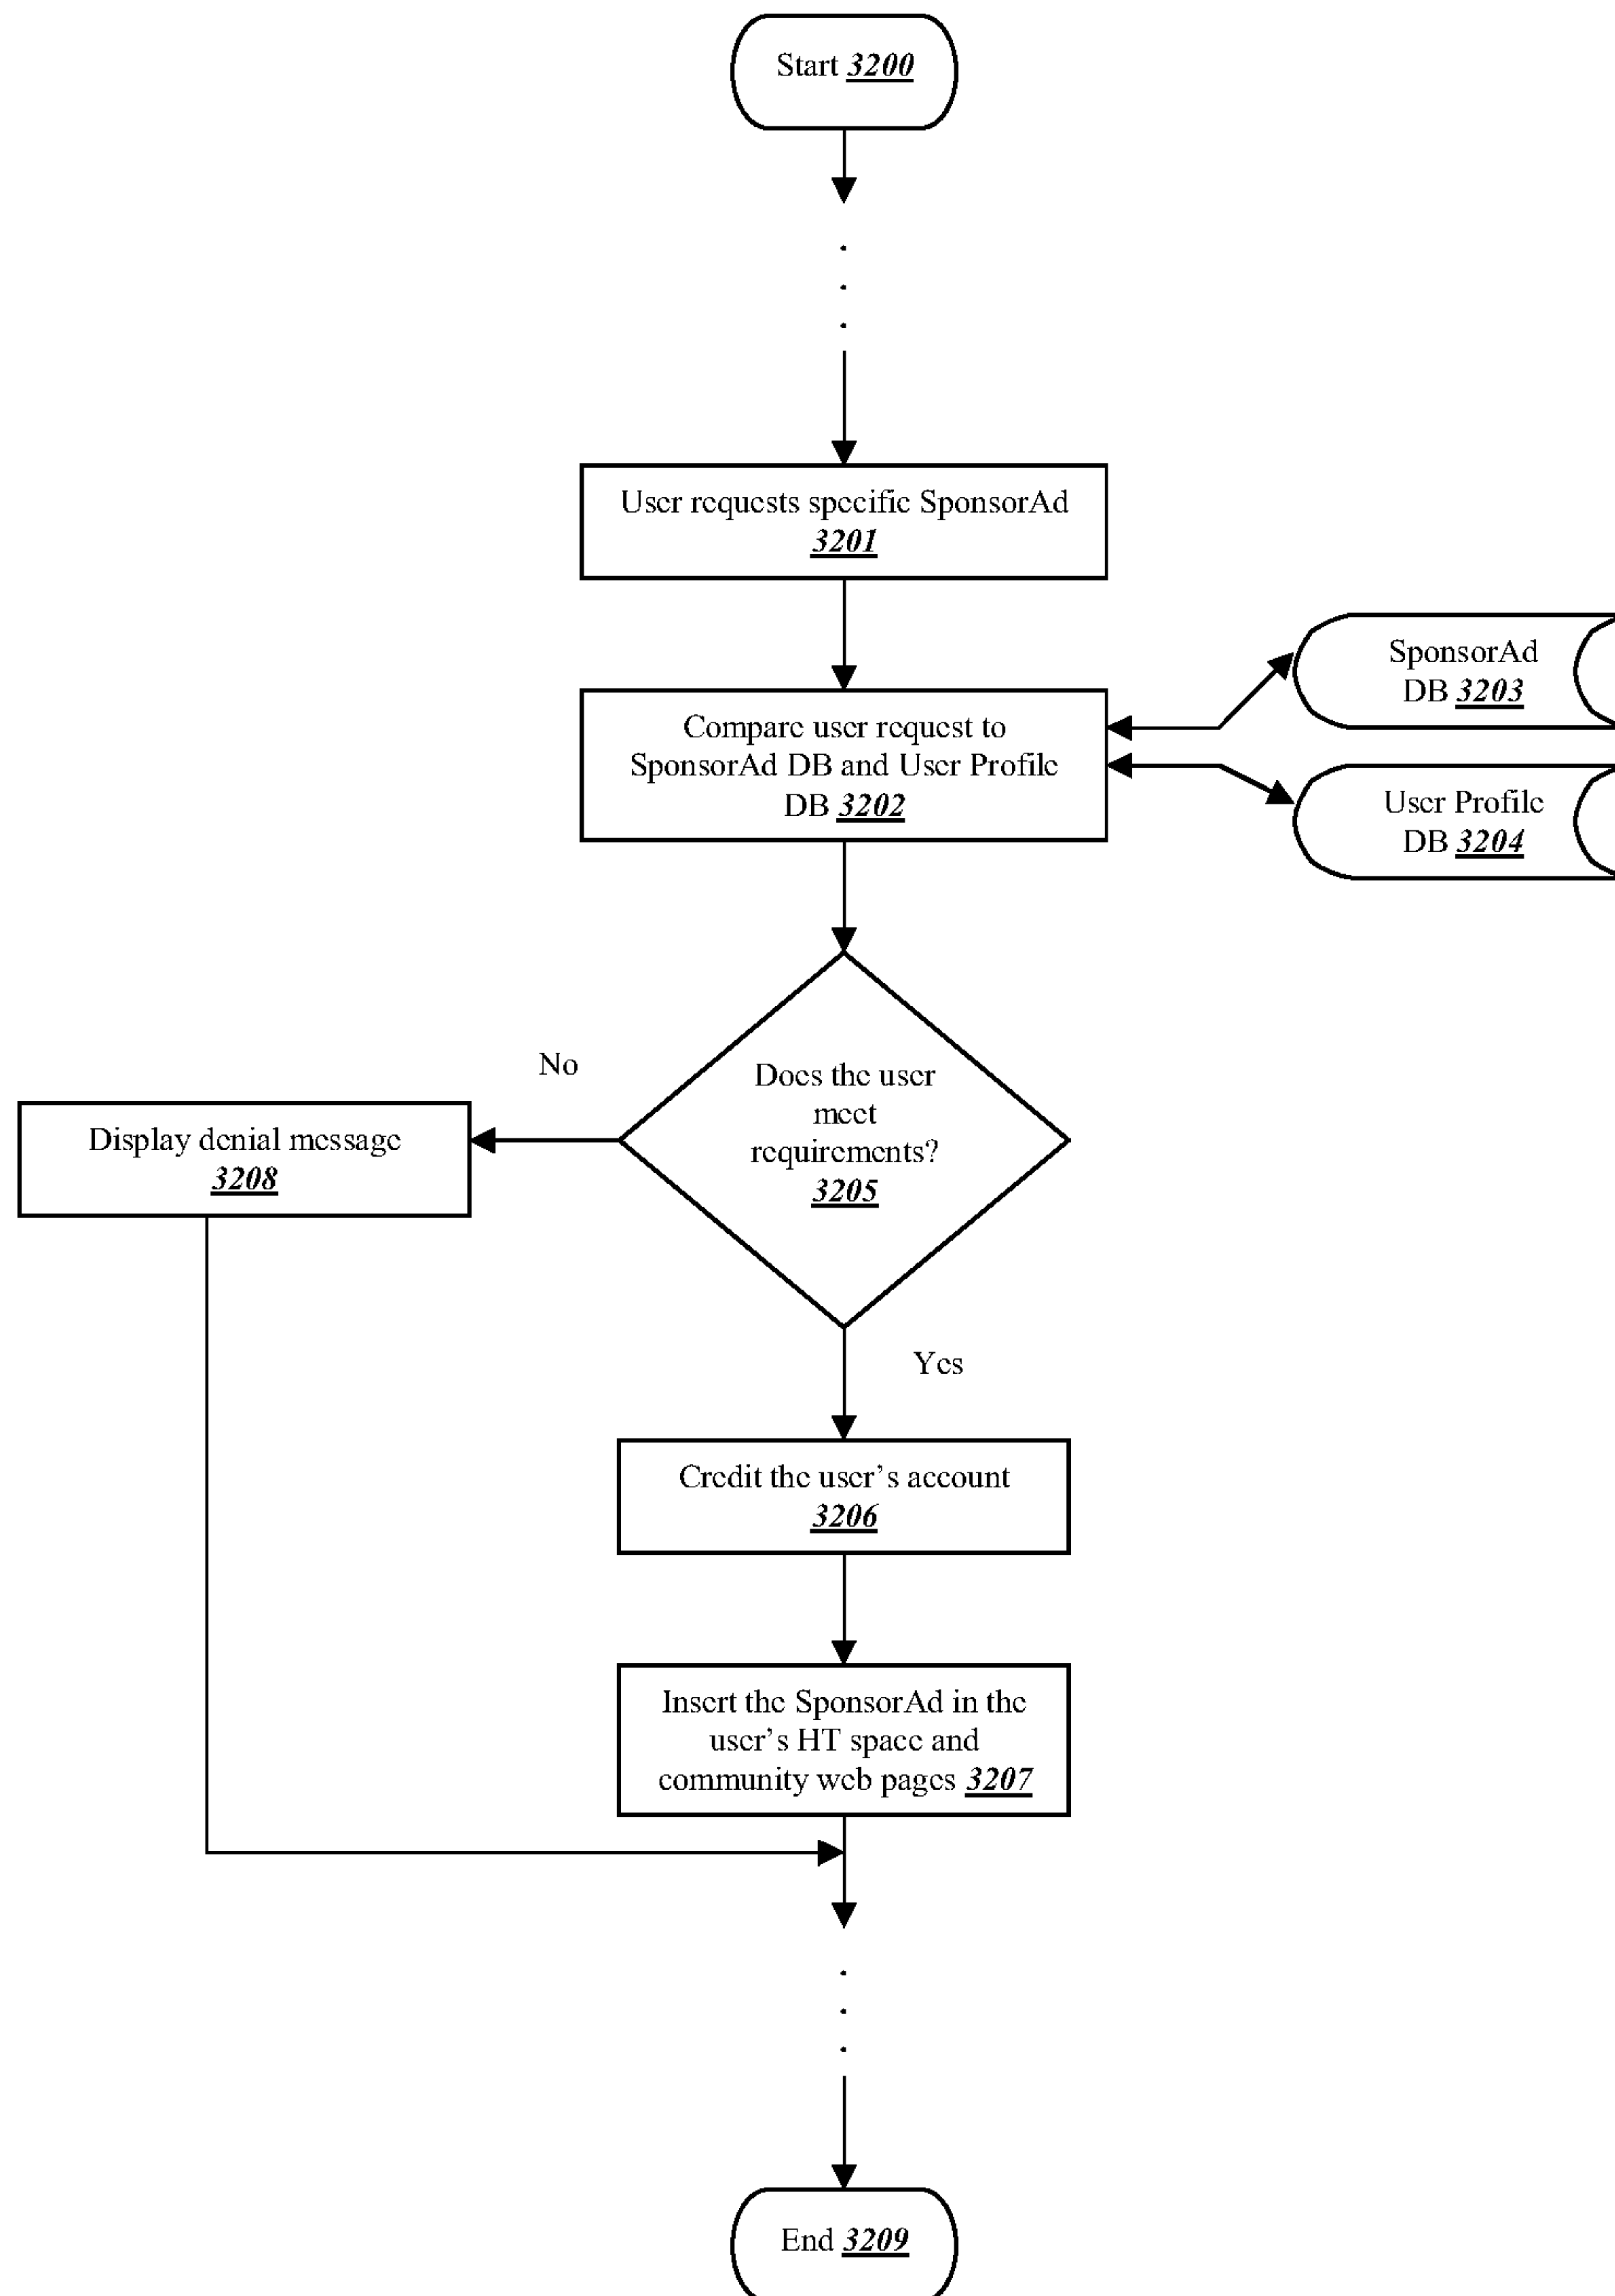 Start 3200
User requests specific SponsorAd
3201
Compare user request to
SponsorAd DB and User Profile
DB 3202
SponsorAd
DB 3203
User Profile
DB 3204
Does the user
meet
requirements?
3205
No
Display denial message
3208
Yes
Credit the user's account
3206
Insert the SponsorAd in the
user's HT space and
community web pages 3207
End 3209